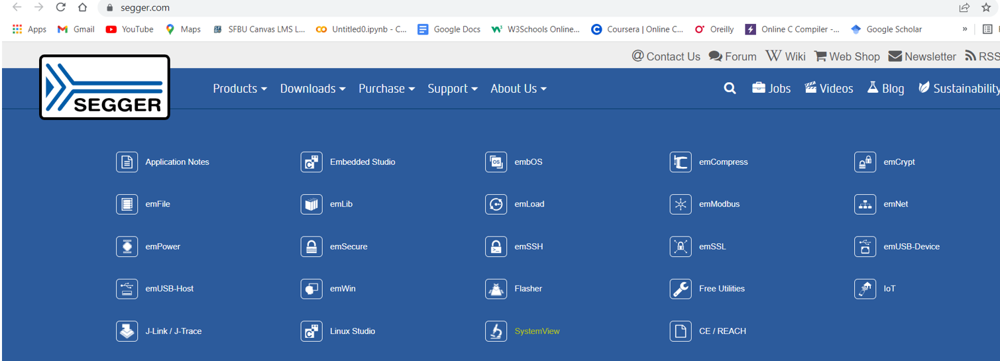 segger.com
Apps Gmail YouTube Maps SFBU Canvas LMS L... Untitled0.ipynb - C... Google Docs W3Schools Online... Coursera | Online C... Oreilly Online C Compiler -... Google Scholar »
@ Contact Us Forum Wiki Web Shop Newsletter RSS
SEGGER Products Downloads Purchase Support About Us Jobs Videos Blog Sustainability
Application Notes Embedded Studio embOS emCompress emCrypt
emFile emLib emLoad emModbus emNet
emPower emSecure emSSH emSSL emUSB-Device
emUSB-Host emWin Flasher Free Utilities IoT
J-Link / J-Trace Linux Studio SystemView CE / REACH